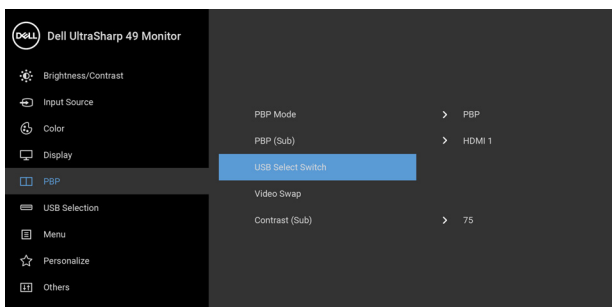 DELL Dell UltraSharp 49 Monitor
Brightness/Contrast
Input Source
Color
Display
PBP
USB Selection
Menu
Personalize
Others
PBP Mode > PBP
PBP (Sub) > HDMI 1
USB Select Switch
Video Swap
Contrast (Sub) > 75